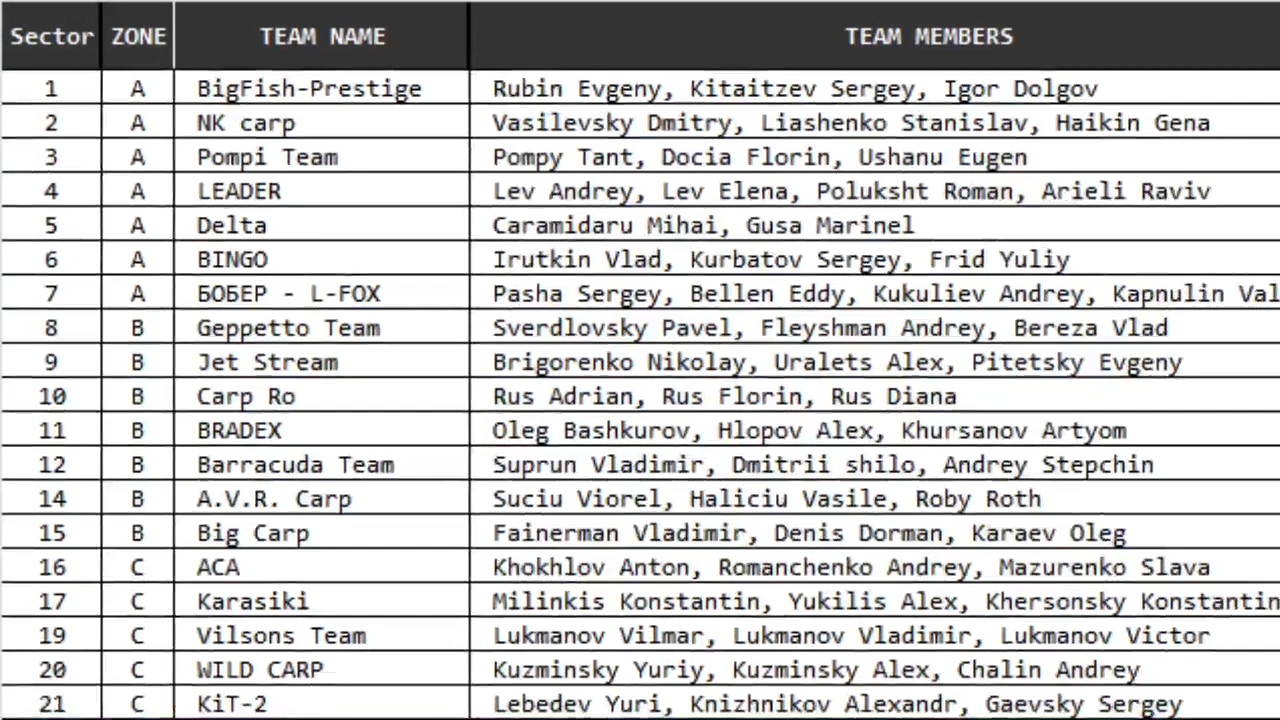 Sector ZONE TEAM NAME TEAM MEMBERS
1 A BigFish-Prestige Rubin Evgeny, Kitaitzev Sergey, Igor Dolgov
2 A NK carp Vasilevsky Dmitry, Liashenko Stanislav, Haikin Gena
3 A Pompi Team Pompy Tant, Docia Florin, Ushanu Eugen
4 A LEADER Lev Andrey, Lev Elena, Poluksht Roman, Arieli Raviv
5 A Delta Caramidaru Mihai, Gusa Marinel
6 A BINGO Irutkin Vlad, Kurbatov Sergey, Frid Yuliy
7 A БОБЕР - L-FOX Pasha Sergey, Bellen Eddy, Kukuliev Andrey, Kapnulin Val
8 B Geppetto Team Sverdlovsky Pavel, Fleyshman Andrey, Bereza Vlad
9 B Jet Stream Brigorenko Nikolay, Uralets Alex, Pitetsky Evgeny
10 B Carp Ro Rus Adrian, Rus Florin, Rus Diana
11 B BRADEX Oleg Bashkurov, Hlopov Alex, Khursanov Artyom
12 B Barracuda Team Suprun Vladimir, Dmitrii shilo, Andrey Stepchin
14 B A.V.R. Carp Suciu Viorel, Haliciu Vasile, Roby Roth
15 B Big Carp Fainerman Vladimir, Denis Dorman, Karaev Oleg
16 C ACA Khokhlov Anton, Romanchenko Andrey, Mazurenko Slava
17 C Karasiki Milinkis Konstantin, Yukilis Alex, Khersonsky Konstantin
19 C Vilsons Team Lukmanov Vilmar, Lukmanov Vladimir, Lukmanov Victor
20 C WILD CARP Kuzminsky Yuriy, Kuzminsky Alex, Chalin Andrey
21 C KiT-2 Lebedev Yuri, Knizhnikov Alexandr, Gaevsky Sergey